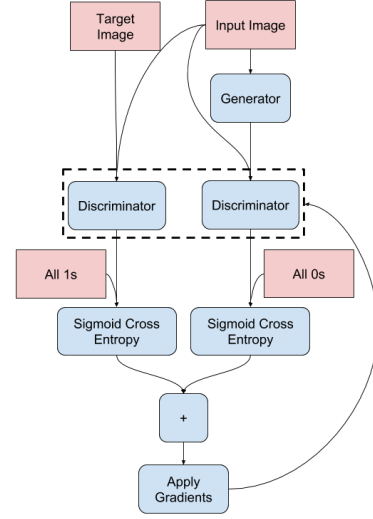 Target
Image
Input Image
Generator
Discriminator
Discriminator
All 1s
All 0s
Sigmoid Cross
Entropy
Sigmoid Cross
Entropy
+
Apply
Gradients